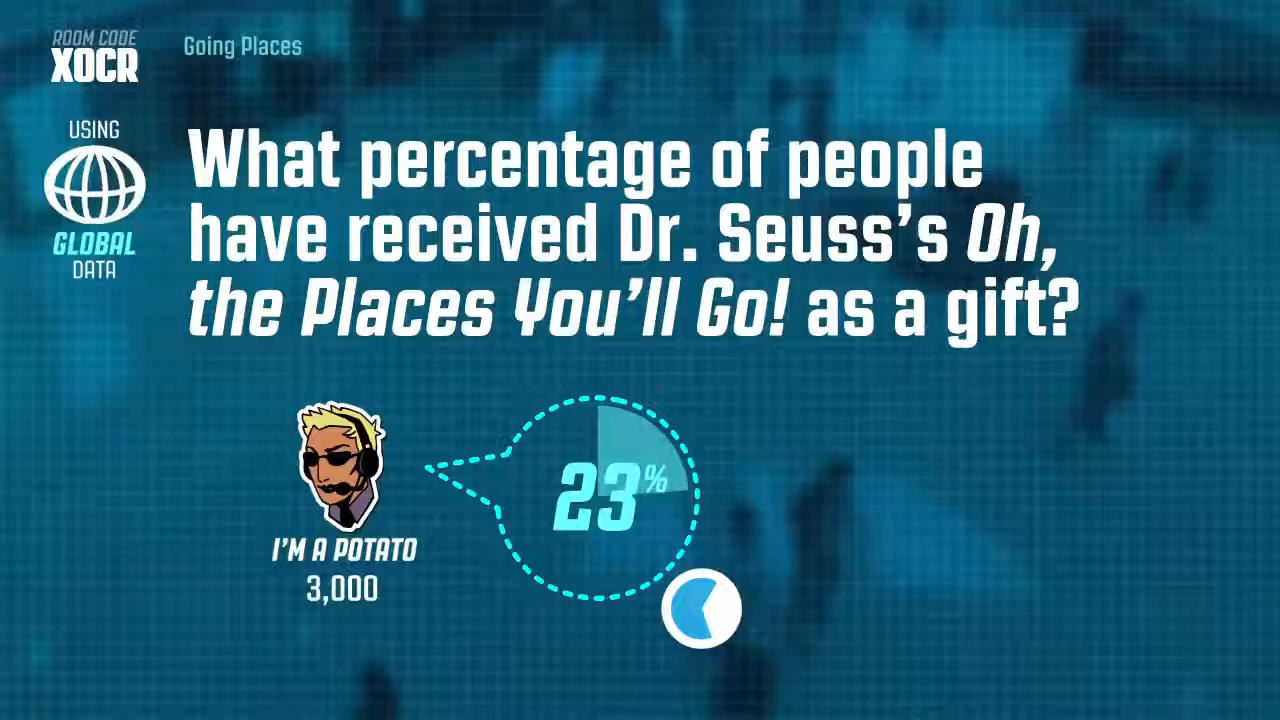 ROOM CODE
XOCR
Going Places
USING
GLOBAL
DATA
What percentage of people
have received Dr. Seuss's Oh,
the Places You'll Go! as a gift?
23%
I'M A POTATO
3,000